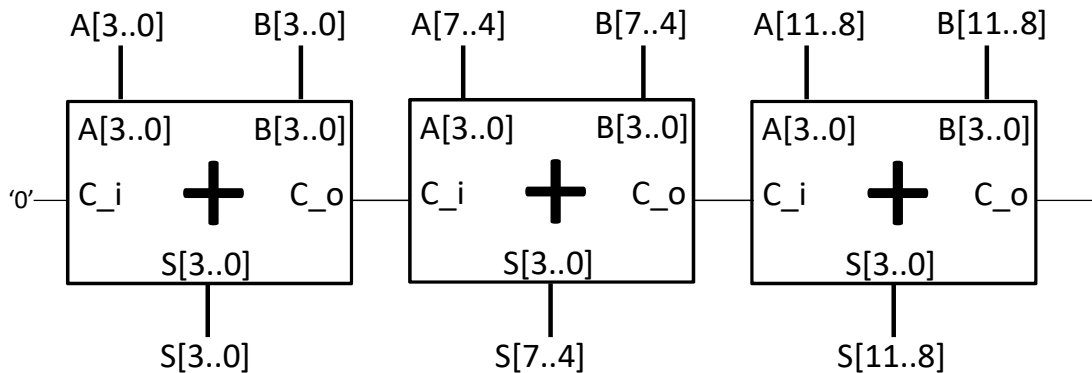 A[3..0] B[3..0] A[7..4] B[7..4] A[11..8] B[11..8]
A[3..0] B[3..0] A[3..0] B[3..0] A[3..0] B[3..0]
‘0’ C_i + C_o C_i + C_o C_i + C_o
S[3..0] S[3..0] S[3..0]
S[3..0] S[7..4] S[11..8]